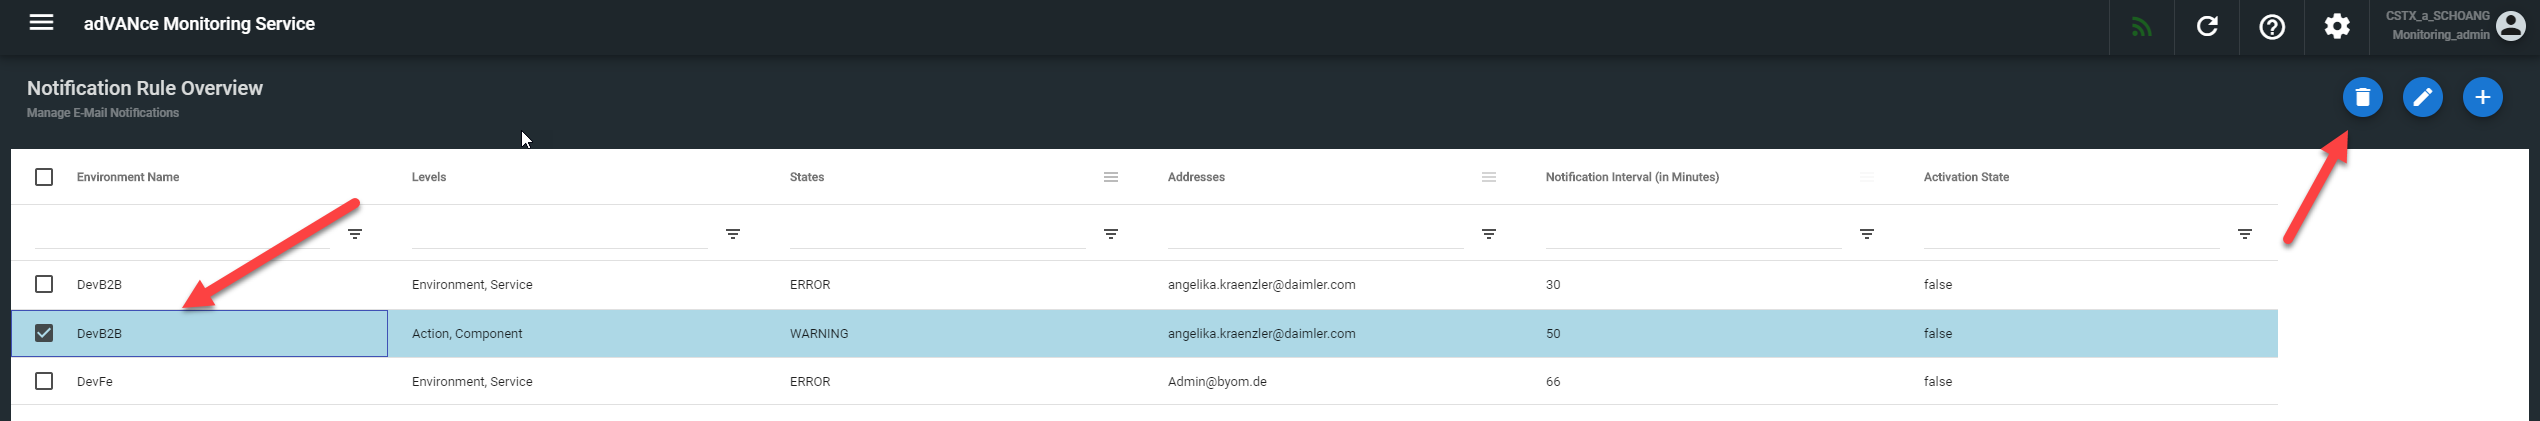 adVANce Monitoring Service
CSTX_a_SCHOANG
Monitoring_admin
Notification Rule Overview
Manage E-Mail Notifications
Environment Name Levels States Addresses Notification Interval (in Minutes) Activation State
DevB2B Environment, Service ERROR angelika.kraenzler@daimler.com 30 false
DevB2B Action, Component WARNING angelika.kraenzler@daimler.com 50 false
DevFe Environment, Service ERROR Admin@byom.de 66 false